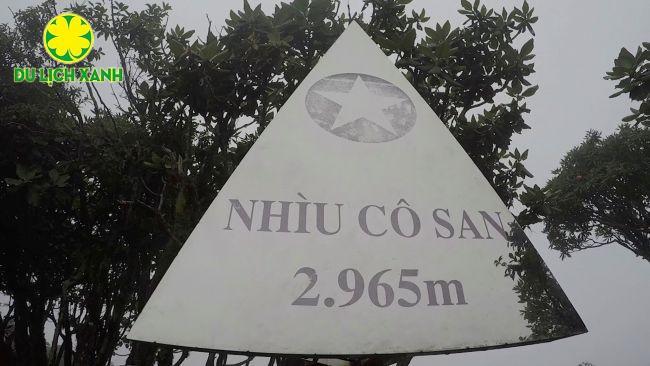 DU LỊCH XANH
NHÌU CÔ SAN
2.965m